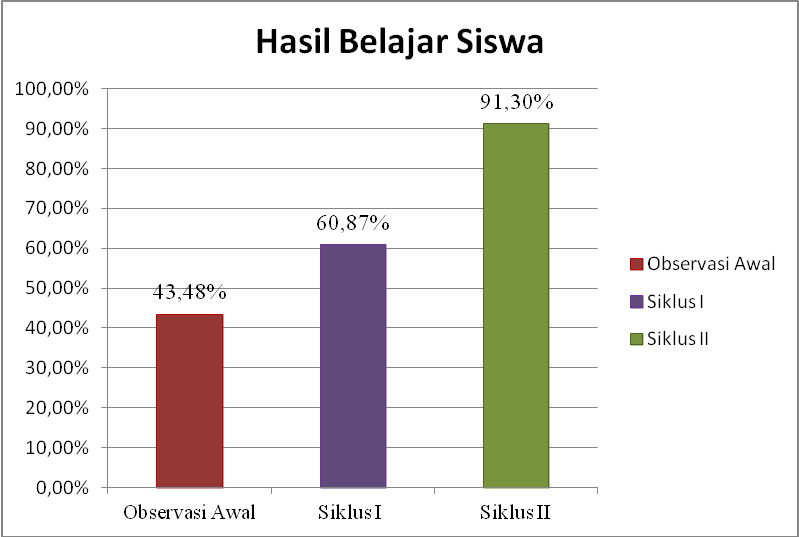 Hasil Belajar Siswa
100,00%
90,00%
80,00%
70,00%
60,00%
50,00%
40,00%
30,00%
20,00%
10,00%
0,00%
43,48%
60,87%
91,30%
Observasi Awal
Siklus I
Siklus II
Observasi Awal
Siklus I
Siklus II